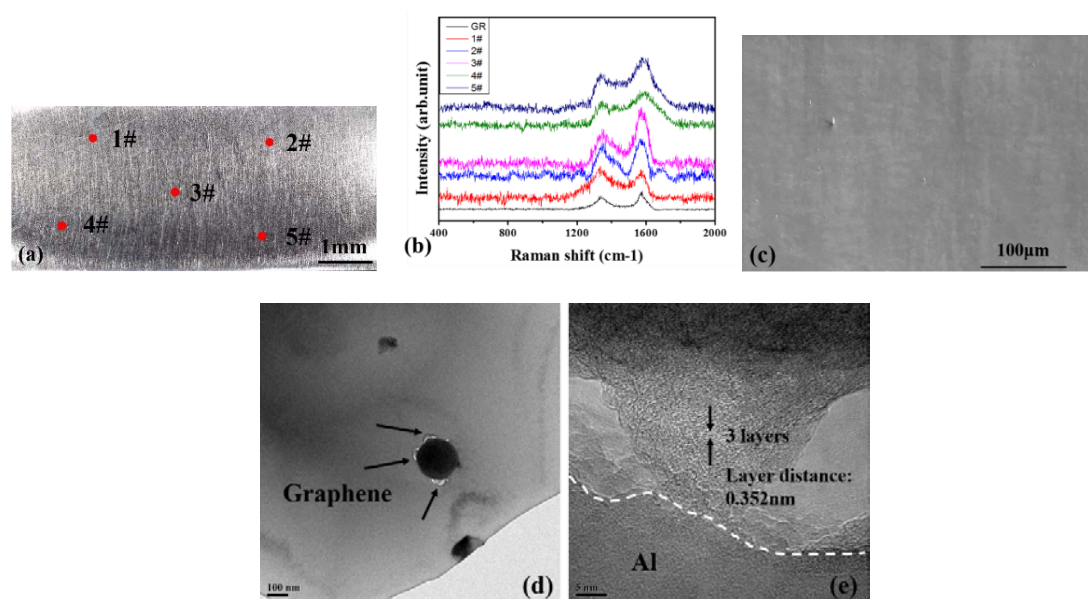 (a)
1#
2#
3#
4#
5#
1mm
(b)
Intensity (arb.unit)
GR
1#
2#
3#
4#
5#
400
800
1200
1600
2000
Raman shift (cm-1)
(c)
100μm
Graphene
100 nm
(d)
3 layers
Layer distance:
0.352nm
Al
5 nm
(e)